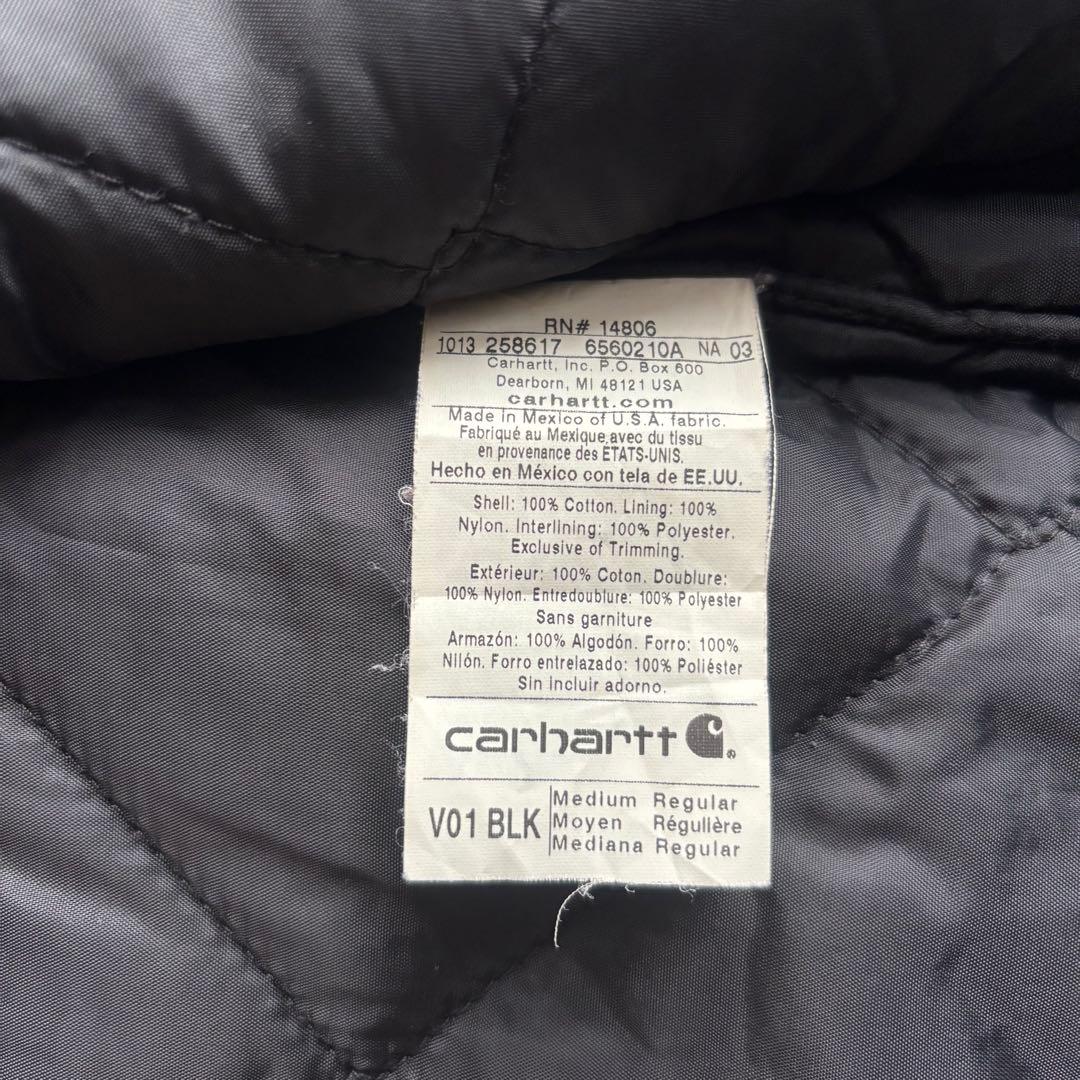 RN# 14806
1013 258617 6560210A NA 03
Carhartt, Inc. P.O. Box 600
Dearborn, MI 48121 USA
carhartt.com
Made in Mexico of U.S.A. fabric.
Fabriqué au Mexique avec du tissu
en provenance des ÉTATS-UNIS.
Hecho en México con tela de EE.UU.
Shell: 100% Cotton. Lining: 100%
Nylon. Interlining: 100% Polyester.
Exclusive of Trimming.
Extérieur: 100% Coton. Doublure:
100% Nylon. Entredoublure: 100% Polyester
Sans garniture
Armazón: 100% Algodón. Forro: 100%
Nilón. Forro entrelazado: 100% Poliéster
Sin incluir adorno.
carhartt
V01 BLK
Medium Regular
Moyen Régulière
Mediana Regular